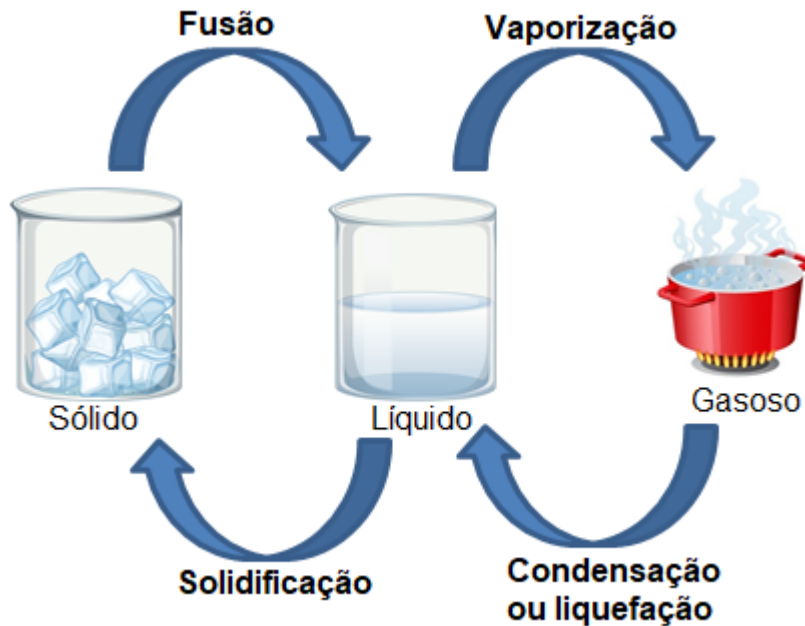 Fusão
Vaporização
Sólido
Líquido
Gasoso
Solidificação
Condensação
ou liquefação